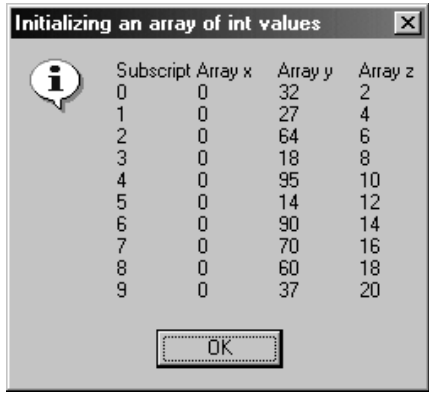 Initializing an array of int values
Subscript Array x Array y Array z
0 0 32 2
1 0 27 4
2 0 64 6
3 0 18 8
4 0 95 10
5 0 14 12
6 0 90 14
7 0 70 16
8 0 60 18
9 0 37 20
OK